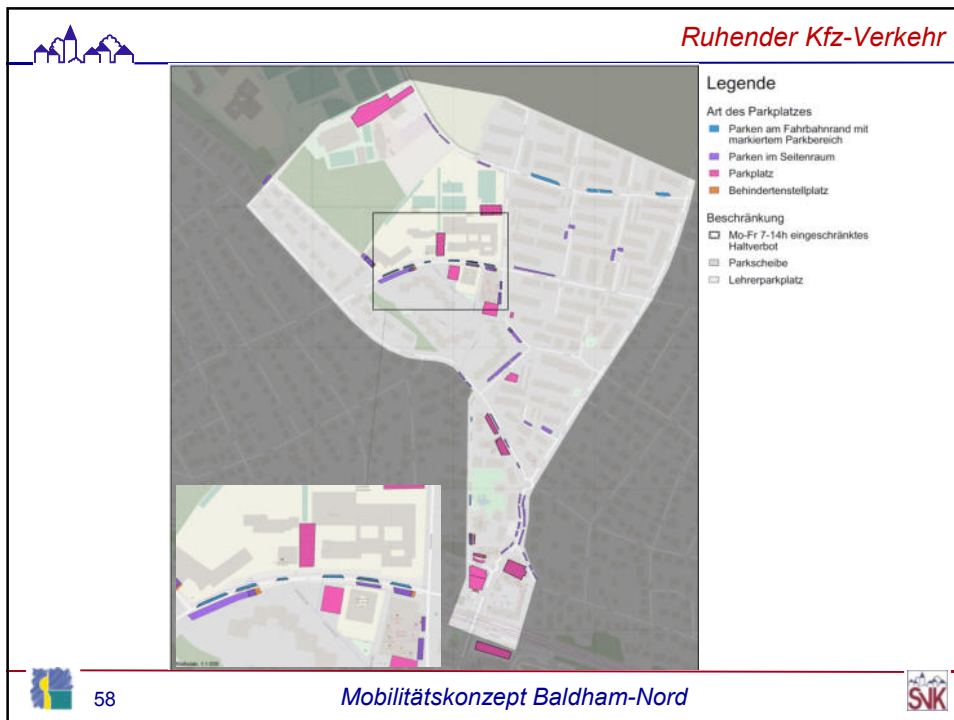 Ruhender Kfz-Verkehr
Legende
Art des Parkplatzes
Parken am Fahrbahnrand mit
markiertem Parkbereich
Parken im Seitenraum
Parkplatz
Behindertenstellplatz
Beschränkung
Mo-Fr 7-14h eingeschränktes
Haltverbot
Parkscheibe
Lehrerparkplatz
58
Mobilitätskonzept Baldham-Nord
SVK